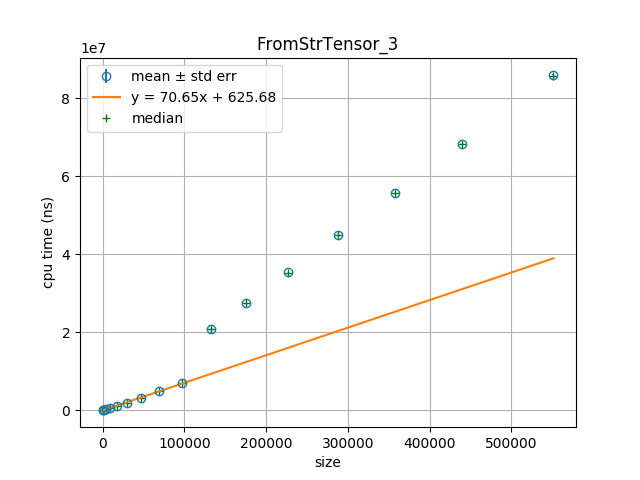 FromStrTensor_3
1e7
mean ± std err
y = 70.65x + 625.68
median
8
6
4
2
0
cpu time (ns)
0 100000 200000 300000 400000 500000
size